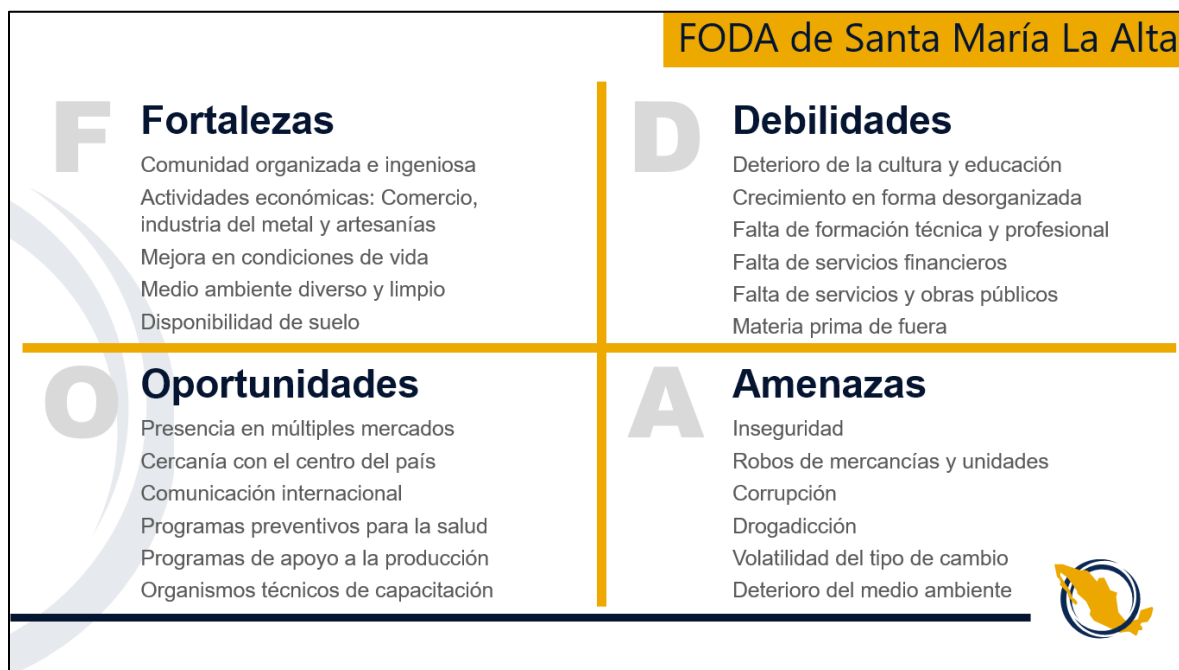 FODA de Santa María La Alta
F
Fortalezas
Comunidad organizada e ingeniosa
Actividades económicas: Comercio,
industria del metal y artesanías
Mejora en condiciones de vida
Medio ambiente diverso y limpio
Disponibilidad de suelo
D
Debilidades
Deterioro de la cultura y educación
Crecimiento en forma desorganizada
Falta de formación técnica y profesional
Falta de servicios financieros
Falta de servicios y obras públicos
Materia prima de fuera
O
Oportunidades
Presencia en múltiples mercados
Cercanía con el centro del país
Comunicación internacional
Programas preventivos para la salud
Programas de apoyo a la producción
Organismos técnicos de capacitación
A
Amenazas
Inseguridad
Robos de mercancías y unidades
Corrupción
Drogadicción
Volatilidad del tipo de cambio
Deterioro del medio ambiente